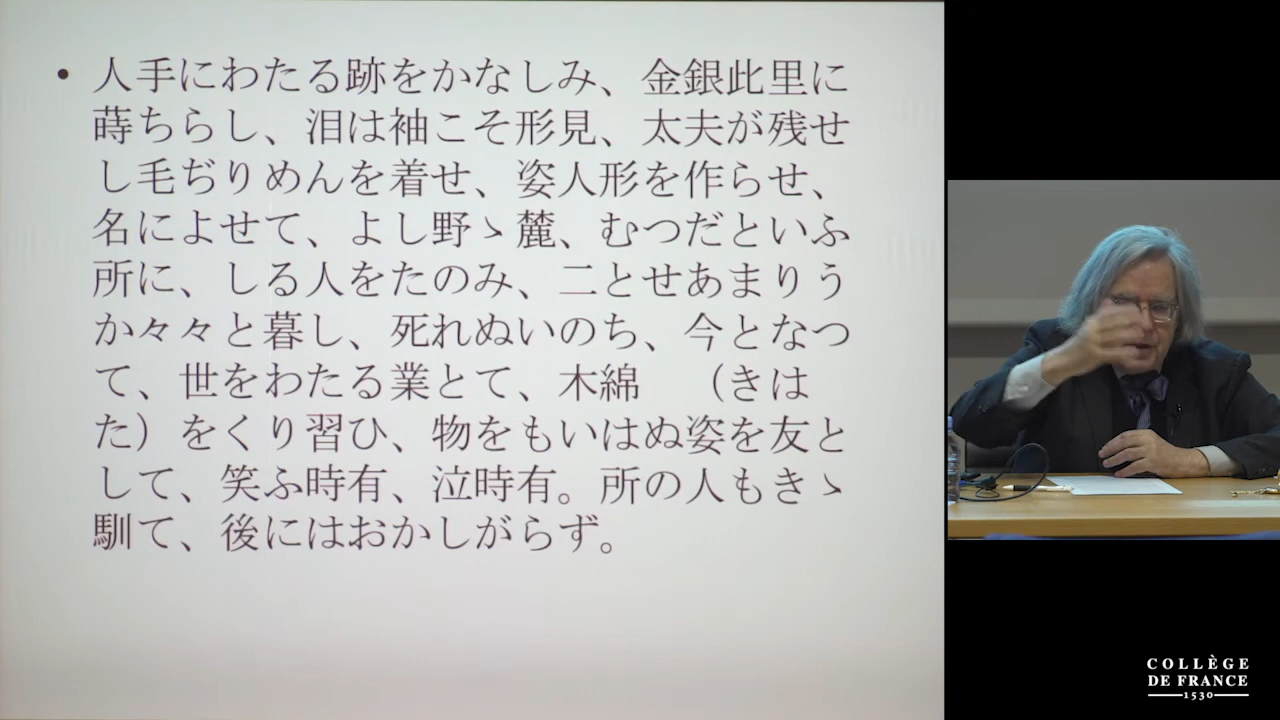 • 人手にわたる跡をかなしみ、金銀此里に
蒔ちらし、泪は袖こそ形見、太夫が残せ
し毛ぢりめんを着せ、姿人形を作らせ、
名によせて、よし野ゝ麓、むつだといふ
所に、しる人をたのみ、二とせあまりう
か々々と暮し、死れぬいのち、今となつ
て、世をわたる業とて、木綿　（きは
た）をくり習ひ、物をもいはぬ姿を友と
して、笑ふ時有、泣時有。所の人もきゝ
馴て、後にはおかしがらず。
COLLÈGE
DE FRANCE
1530